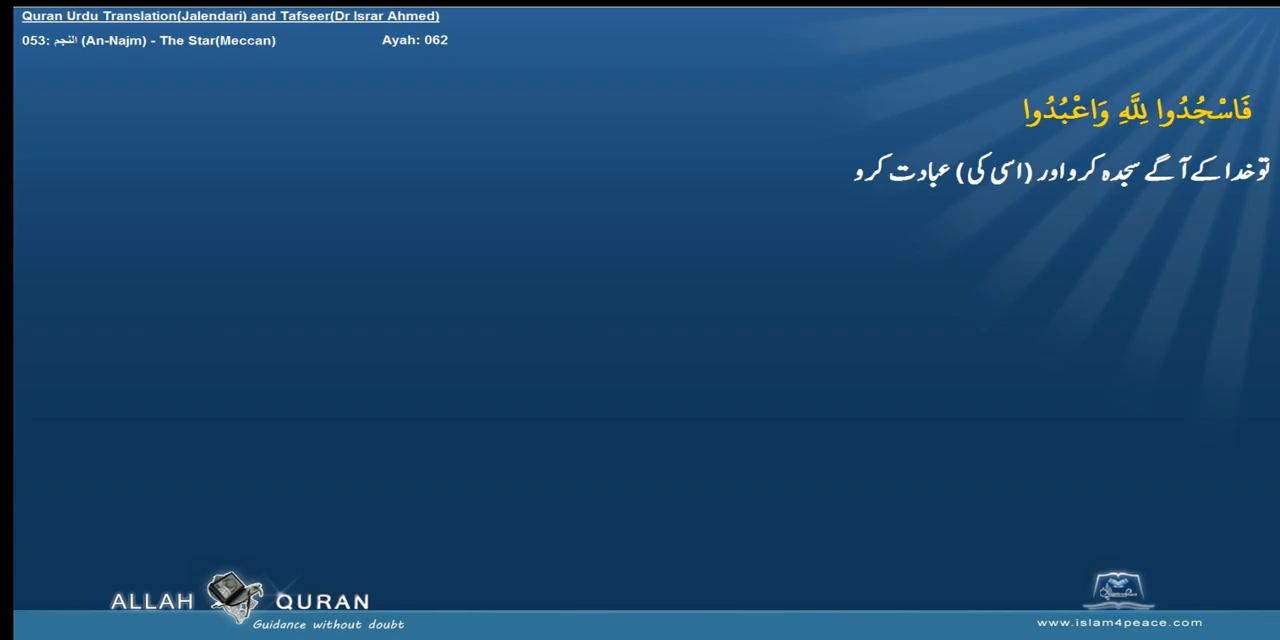 Quran Urdu Translation(Jalendari) and Tafseer(Dr Israr Ahmed)
053: النجم (An-Najm) - The Star(Meccan) Ayah: 062
فَاسْجُدُوا لِلَّهِ وَاعْبُدُوا
تو خدا کے آگے سجدہ کرو اور (اسی کی) عبادت کرو
ALLAH QURAN
Guidance without doubt
www.islam4peace.com